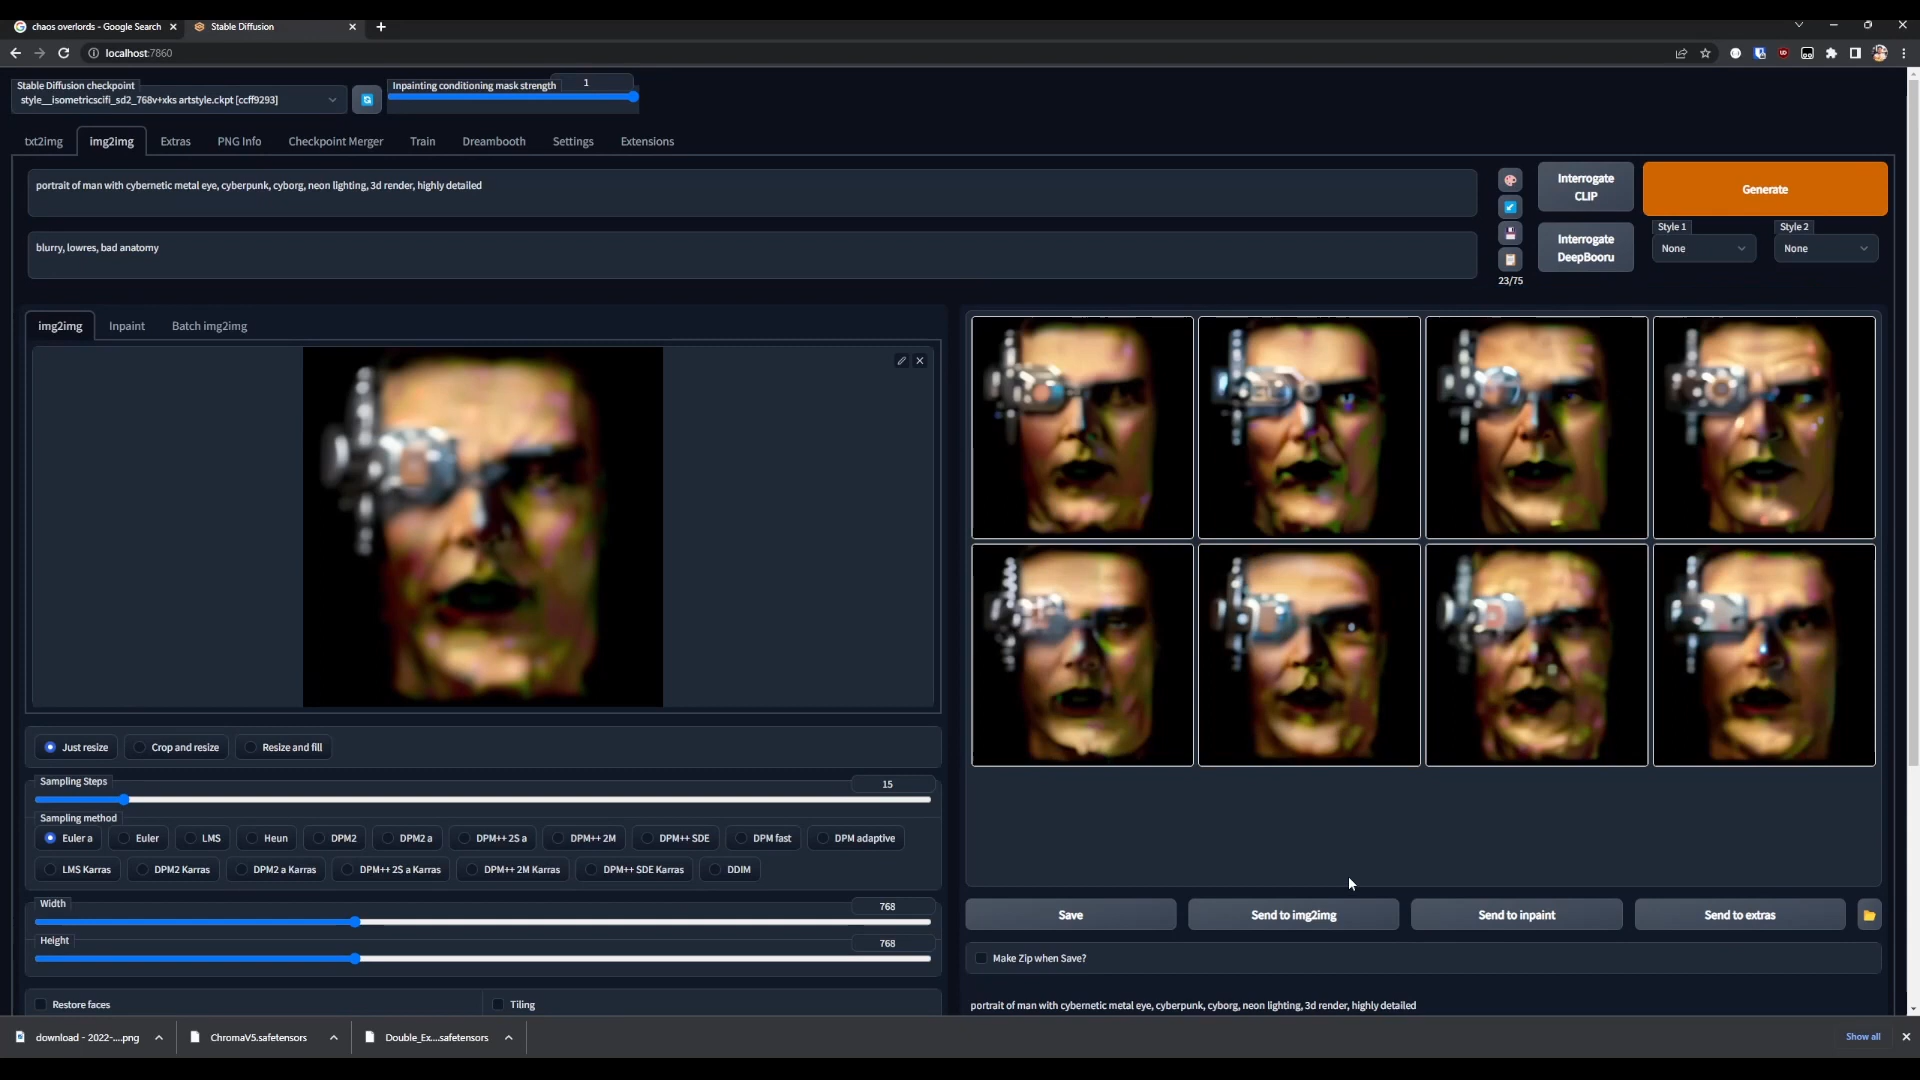 chaos overlords - Google Search
Stable Diffusion
localhost:7860
Stable Diffusion checkpoint
style__isometricscifi_sd2_768v+xks artstyle.ckpt [ccff9293]
Inpainting conditioning mask strength
1
txt2img
img2img
Extras
PNG Info
Checkpoint Merger
Train
Dreambooth
Settings
Extensions
portrait of man with cybernetic metal eye, cyberpunk, cyborg, neon lighting, 3d render, highly detailed
blurry, lowres, bad anatomy
23/75
Interrogate
CLIP
Interrogate
DeepBooru
Generate
Style 1
None
Style 2
None
img2img
Inpaint
Batch img2img
Just resize
Crop and resize
Resize and fill
Sampling Steps
15
Sampling method
Euler a
Euler
LMS
Heun
DPM2
DPM2 a
DPM++ 2S a
DPM++ 2M
DPM++ SDE
DPM fast
DPM adaptive
LMS Karras
DPM2 Karras
DPM2 a Karras
DPM++ 2S a Karras
DPM++ 2M Karras
DPM++ SDE Karras
DDIM
Width
768
Height
768
Restore faces
Tiling
Save
Send to img2img
Send to inpaint
Send to extras
Make Zip when Save?
portrait of man with cybernetic metal eye, cyberpunk, cyborg, neon lighting, 3d render, highly detailed
download - 2022-....png
ChromaV5.safetensors
Double_Ex....safetensors
Show all